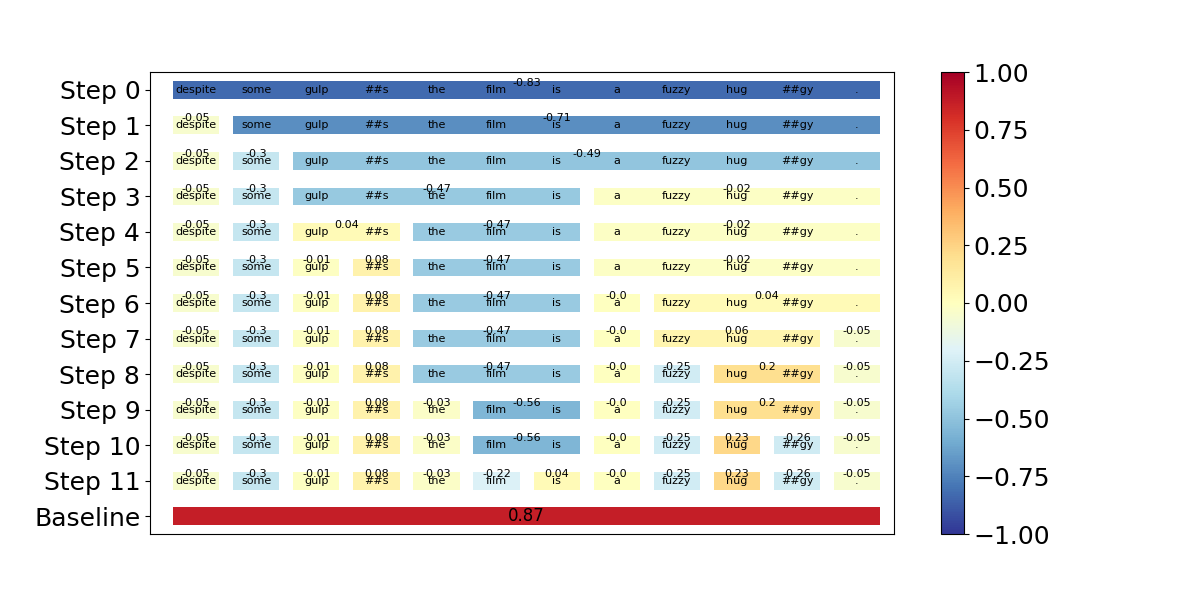 Step 0 despite some gulp ##s the film -0.83 is a fuzzy hug ##gy .
-0.05 -0.71
Step 1 despite some gulp ##s the film is a fuzzy hug ##gy .
-0.05 -0.3 -0.49
Step 2 despite some gulp ##s the film is a fuzzy hug ##gy .
-0.05 -0.3 -0.47 -0.02
Step 3 despite some gulp ##s the film is a fuzzy hug ##gy .
-0.05 -0.3 0.04 -0.47 -0.02
Step 4 despite some gulp ##s the film is a fuzzy hug ##gy .
-0.05 -0.3 -0.01 0.08 -0.47 -0.02
Step 5 despite some gulp ##s the film is a fuzzy hug ##gy .
-0.05 -0.3 -0.01 0.08 -0.47 -0.0 0.04
Step 6 despite some gulp ##s the film is a fuzzy hug ##gy .
-0.05 -0.3 -0.01 0.08 -0.47 -0.0 0.06 -0.05
Step 7 despite some gulp ##s the film is a fuzzy hug ##gy .
-0.05 -0.3 -0.01 0.08 -0.47 -0.0 -0.25 0.2 -0.05
Step 8 despite some gulp ##s the film is a fuzzy hug ##gy .
-0.05 -0.3 -0.01 0.08 -0.03 -0.56 -0.0 -0.25 0.2 -0.05
Step 9 despite some gulp ##s the film is a fuzzy hug ##gy .
-0.05 -0.3 -0.01 0.08 -0.03 -0.56 -0.0 -0.25 0.23 -0.26 -0.05
Step 10 despite some gulp ##s the film is a fuzzy hug ##gy .
-0.05 -0.3 -0.01 0.08 -0.03 -0.22 0.04 -0.0 -0.25 0.23 -0.26 -0.05
Step 11 despite some gulp ##s the film is a fuzzy hug ##gy .
Baseline 0.87
1.00
0.75
0.50
0.25
0.00
−0.25
−0.50
−0.75
−1.00